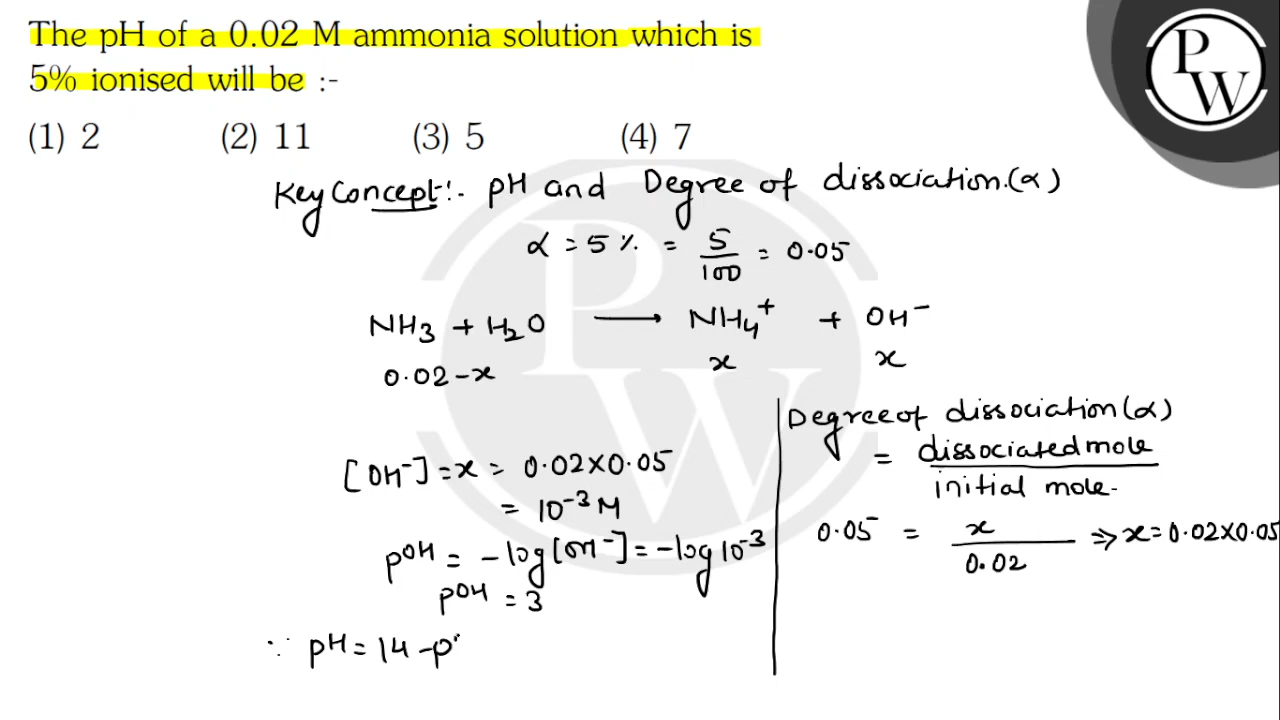 The pH of a 0.02 M ammonia solution which is
5% ionised will be :-
(1) 2 (2) 11 (3) 5 (4) 7
P
W
Key Concept:- pH and Degree of dissociation.(α)
α = 5 % = 5/100 = 0.05
NH3 + H2O ⟶ NH4+ + OH−
0.02-x x x
[OH−] = x = 0.02×0.05
= 10-3 M
pOH = -log[OH−] = -log 10-3
pOH = 3
∵ pH = 14 - p
Degree of dissociation(α)
= dissociated mole / initial mole.
0.05 = x/0.02 ⇒ x = 0.02×0.05